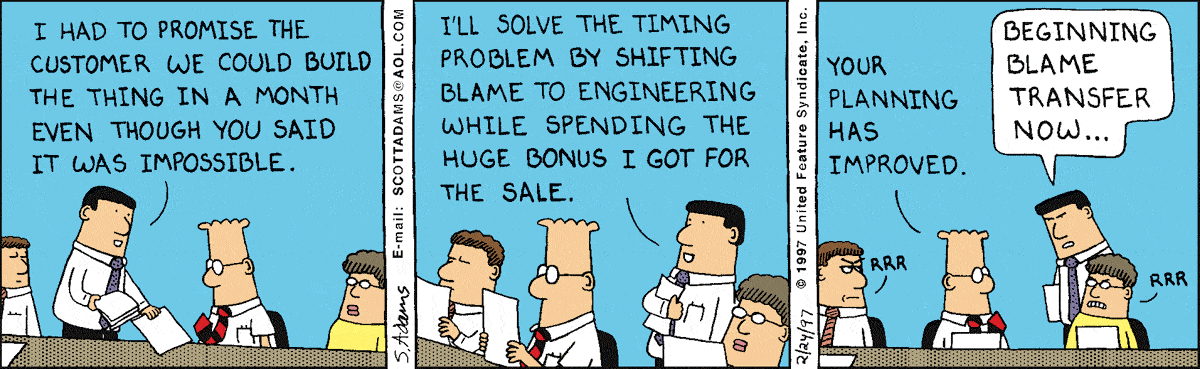 I HAD TO PROMISE THE
CUSTOMER WE COULD BUILD
THE THING IN A MONTH
EVEN THOUGH YOU SAID
IT WAS IMPOSSIBLE.
E-mail: SCOTTADAMS@AOL.COM
S.Adams
I'LL SOLVE THE TIMING
PROBLEM BY SHIFTING
BLAME TO ENGINEERING
WHILE SPENDING THE
HUGE BONUS I GOT FOR
THE SALE.
2/24/97 © 1997 United Feature Syndicate, Inc.
YOUR
PLANNING
HAS
IMPROVED.
BEGINNING
BLAME
TRANSFER
NOW...
RRR
RRR